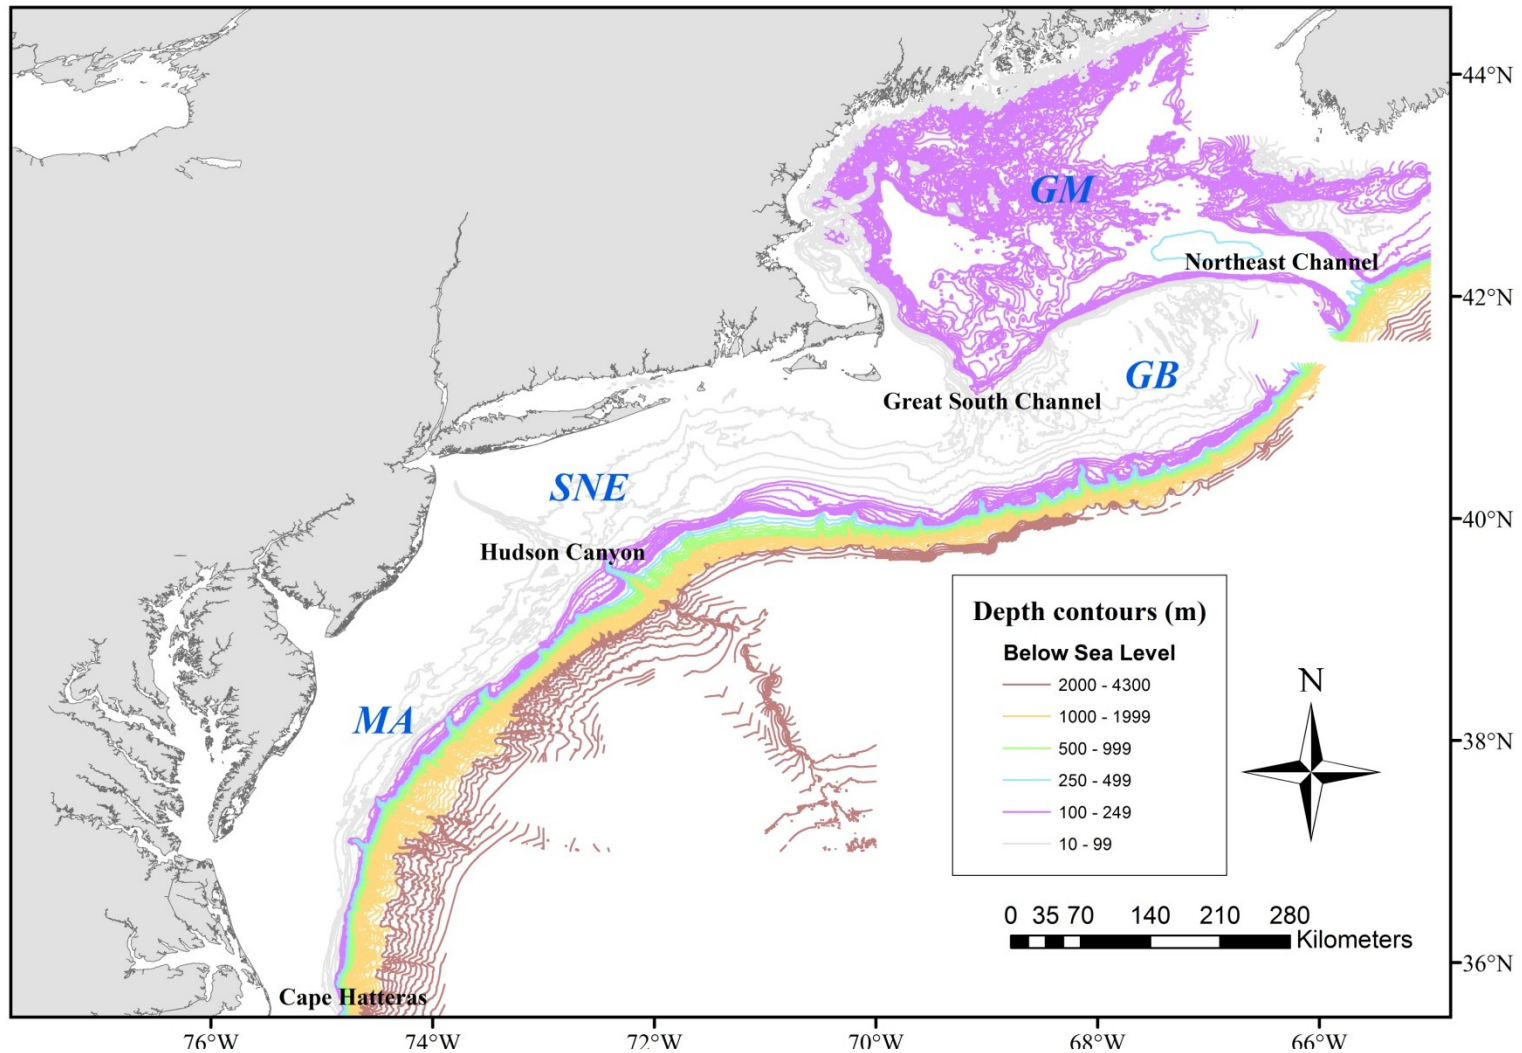 44°N
GM
Northeast Channel
42°N
GB
Great South Channel
SNE
40°N
Hudson Canyon
Depth contours (m)
Below Sea Level
2000 - 4300
1000 - 1999
500 - 999
250 - 499
100 - 249
10 - 99
N
MA
38°N
0 35 70 140 210 280
Kilometers
36°N
Cape Hatteras
76°W 74°W 72°W 70°W 68°W 66°W